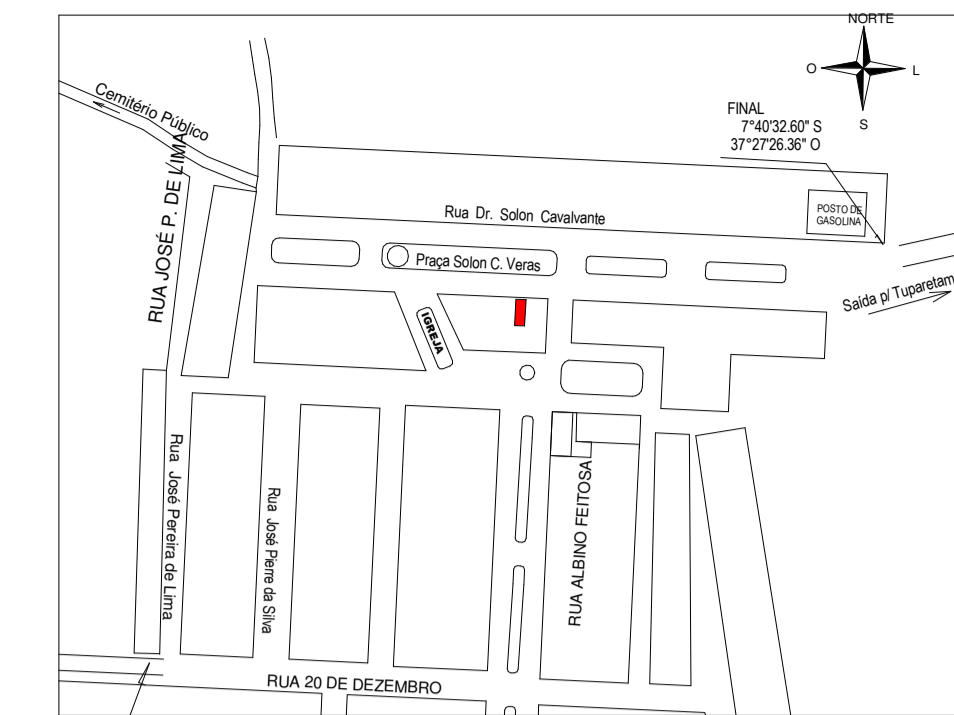 NORTE
O
L
S
FINAL
7°40'32.60" S
37°27'26.36" O
Cemitério Público
RUA JOSÉ P. DE LIMA
Rua Dr. Solon Cavalvante
POSTO DE
GASOLINA
Praça Solon C. Veras
Saída p/ Tuparetam
IGREJA
Rua José Pereira de Lima
Rua José Pierre da Silva
RUA ALBINO FEITOSA
RUA 20 DE DEZEMBRO